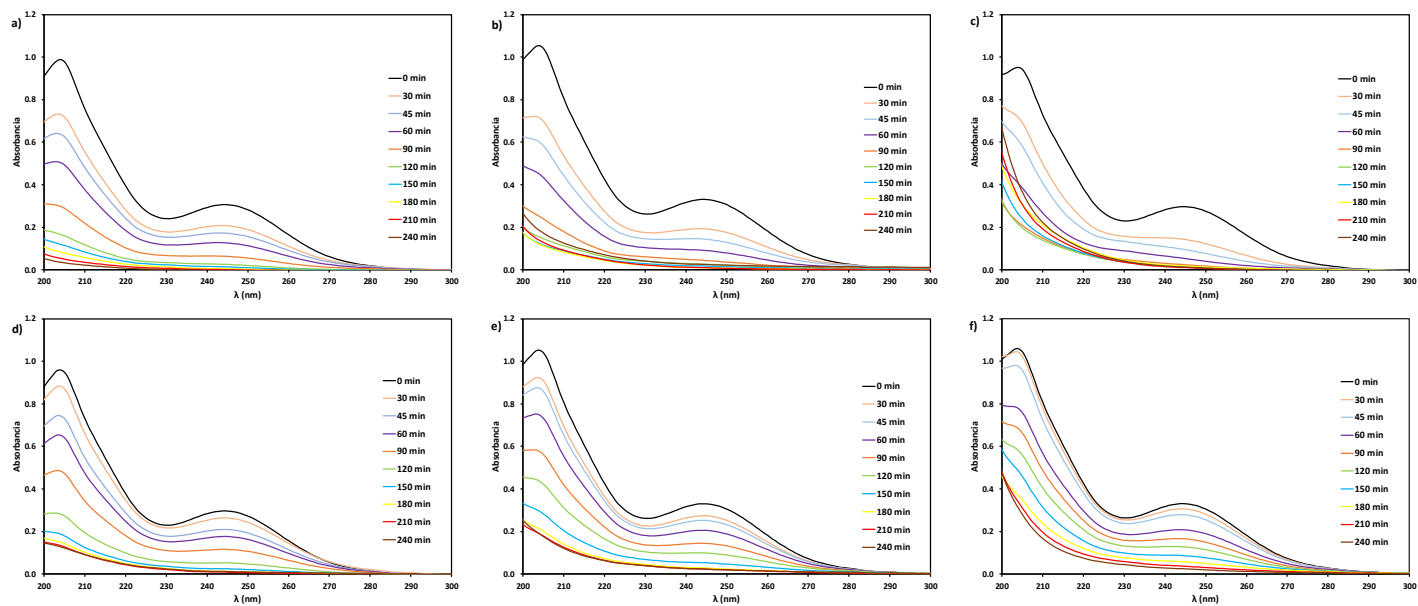 a)
1.2
1.0
0.8
0.6
0.4
0.2
0.0
Absorbancia
200 210 220 230 240 250 260 270 280 290 300
λ (nm)
0 min
30 min
45 min
60 min
90 min
120 min
150 min
180 min
210 min
240 min
b)
1.2
1.0
0.8
0.6
0.4
0.2
0.0
Absorbancia
200 210 220 230 240 250 260 270 280 290 300
λ (nm)
0 min
30 min
45 min
60 min
90 min
120 min
150 min
180 min
210 min
240 min
c)
1.2
1.0
0.8
0.6
0.4
0.2
0.0
Absorbancia
200 210 220 230 240 250 260 270 280 290 300
λ (nm)
0 min
30 min
45 min
60 min
90 min
120 min
150 min
180 min
210 min
240 min
d)
1.2
1.0
0.8
0.6
0.4
0.2
0.0
Absorbancia
200 210 220 230 240 250 260 270 280 290 300
λ (nm)
0 min
30 min
45 min
60 min
90 min
120 min
150 min
180 min
210 min
240 min
e)
1.2
1.0
0.8
0.6
0.4
0.2
0.0
Absorbancia
200 210 220 230 240 250 260 270 280 290 300
λ (nm)
0 min
30 min
45 min
60 min
90 min
120 min
150 min
180 min
210 min
240 min
f)
1.2
1.0
0.8
0.6
0.4
0.2
0.0
Absorbancia
200 210 220 230 240 250 260 270 280 290 300
λ (nm)
0 min
30 min
45 min
60 min
90 min
120 min
150 min
180 min
210 min
240 min